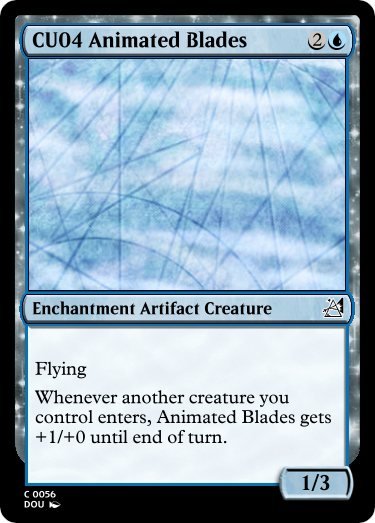 CU04 Animated Blades 2
Enchantment Artifact Creature
Flying
Whenever another creature you
control enters, Animated Blades gets
+1/+0 until end of turn.
1/3
C 0056
DOU